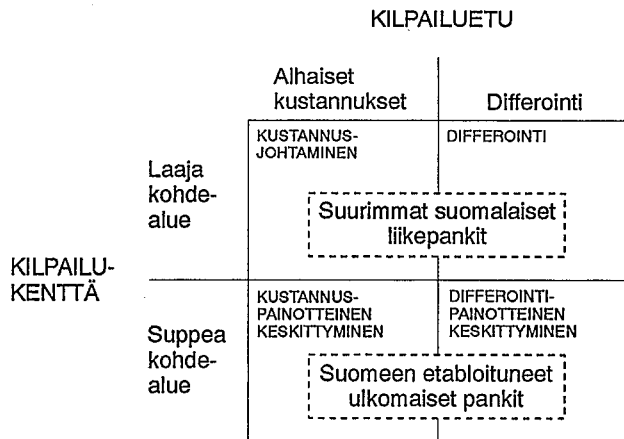 KILPAILUETU
Alhaiset
kustannukset
Differointi
Laaja
kohde-
alue
KUSTANNUS-
JOHTAMINEN
DIFFEROINTI
Suurimmat suomalaiset
liikepankit
KILPAILU-
KENTTÄ
Suppea
kohde-
alue
KUSTANNUS-
PAINOTTEINEN
KESKITTYMINEN
DIFFEROINTI-
PAINOTTEINEN
KESKITTYMINEN
Suomeen etabloituneet
ulkomaiset pankit